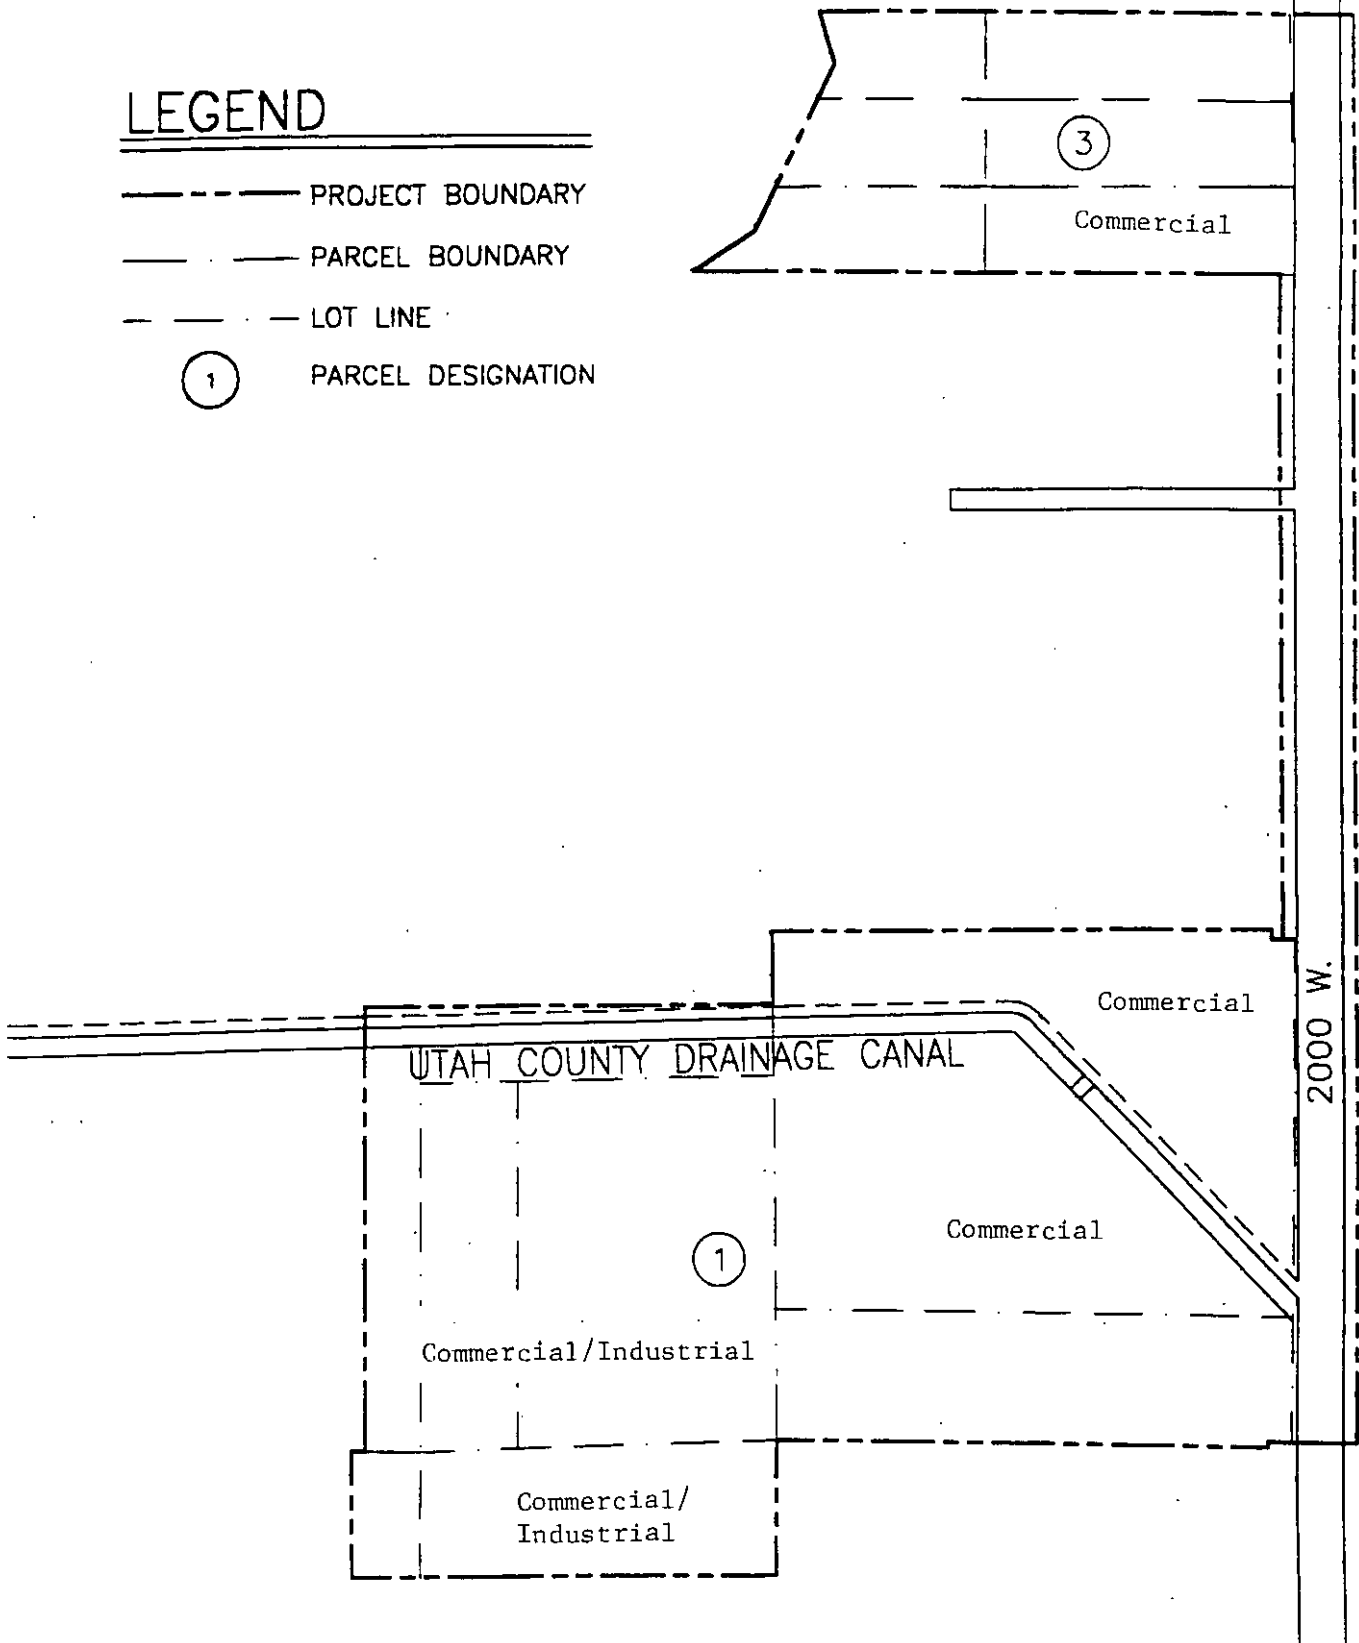 LEGEND
PROJECT BOUNDARY
PARCEL BOUNDARY
LOT LINE
1 PARCEL DESIGNATION
3
Commercial
2000 W.
Commercial
UTAH COUNTY DRAINAGE CANAL
Commercial
1
Commercial/Industrial
Commercial/
Industrial